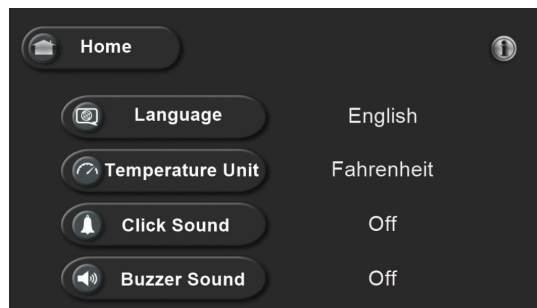 Home
Language English
Temperature Unit Fahrenheit
Click Sound Off
Buzzer Sound Off